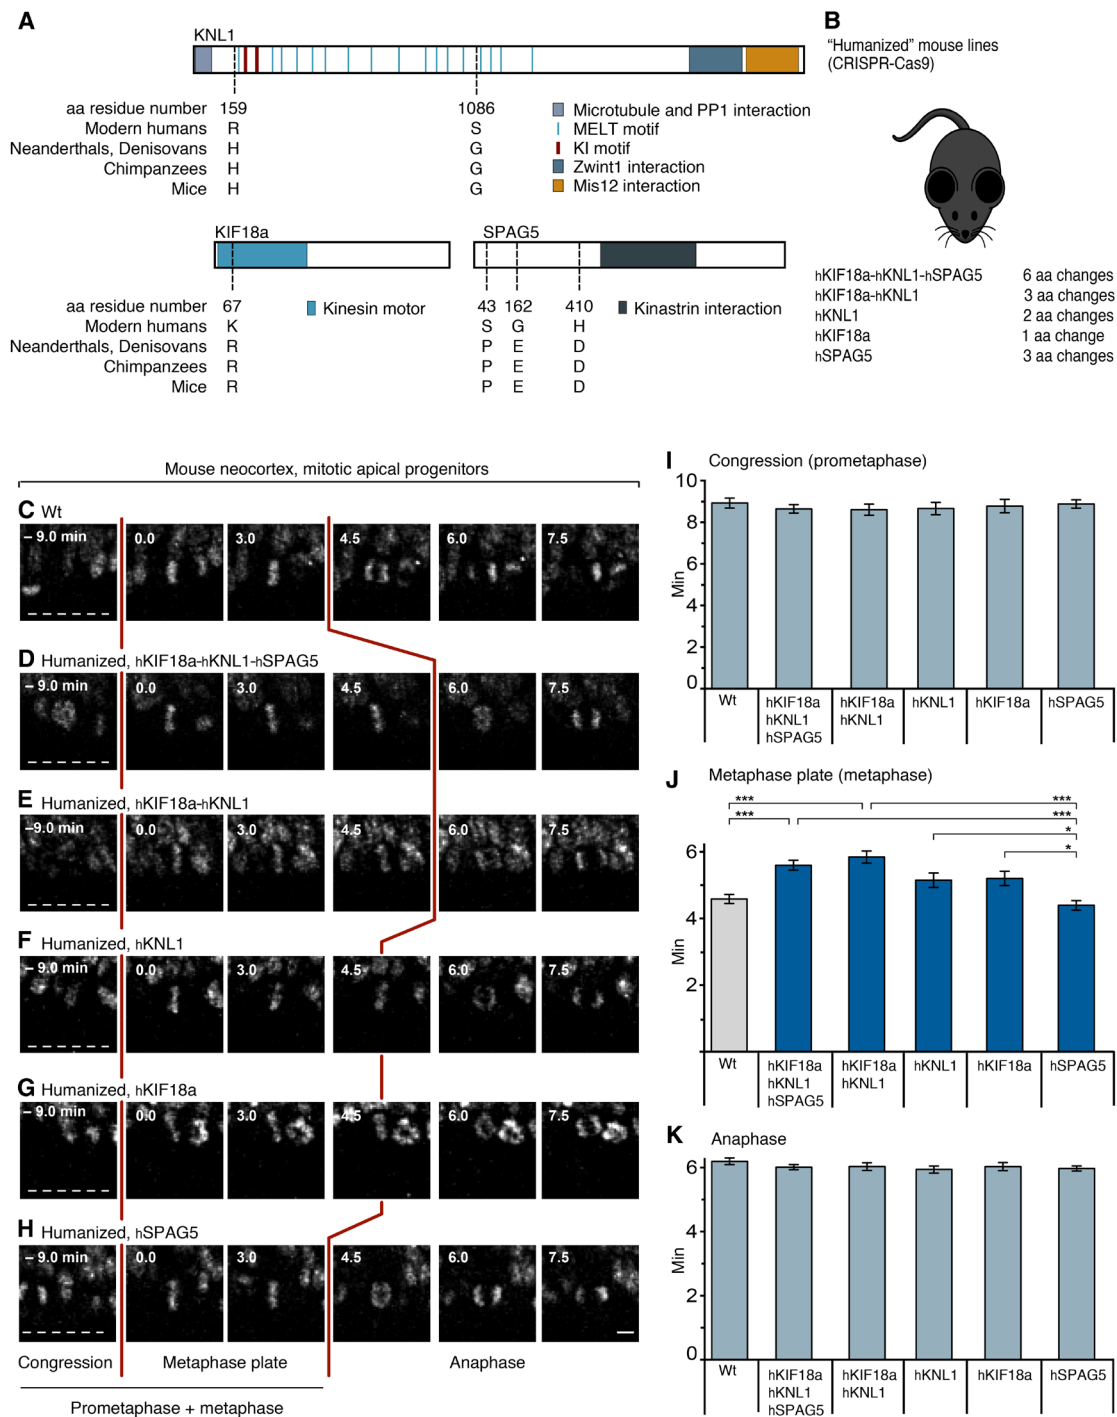 A
KNL1
aa residue number 159 1086
Modern humans R S
Neanderthals, Denisovans H G
Chimpanzees H G
Mice H G
Microtubule and PP1 interaction
MELT motif
KI motif
Zwint1 interaction
Mis12 interaction
KIF18a
aa residue number 67
Modern humans K
Neanderthals, Denisovans R
Chimpanzees R
Mice R
Kinesin motor
SPAG5
43 162 410
S G H
P E D
P E D
P E D
Kinastrin interaction
B
“Humanized” mouse lines
(CRISPR-Cas9)
hKIF18a-hKNL1-hSPAG5 6 aa changes
hKIF18a-hKNL1 3 aa changes
hKNL1 2 aa changes
hKIF18a 1 aa change
hSPAG5 3 aa changes
Mouse neocortex, mitotic apical progenitors
C Wt
– 9.0 min 0.0 3.0 4.5 6.0 7.5
D Humanized, hKIF18a-hKNL1-hSPAG5
– 9.0 min 0.0 3.0 4.5 6.0 7.5
E Humanized, hKIF18a-hKNL1
–9.0 min 0.0 3.0 4.5 6.0 7.5
F Humanized, hKNL1
– 9.0 min 0.0 3.0 4.5 6.0 7.5
G Humanized, hKIF18a
– 9.0 min 0.0 3.0 4.5 6.0 7.5
H Humanized, hSPAG5
– 9.0 min 0.0 3.0 4.5 6.0 7.5
Congression Metaphase plate Anaphase
Prometaphase + metaphase
I Congression (prometaphase)
10
8
6
4
2
0
Min
Wt hKIF18a hKIF18a hKNL1 hKIF18a hSPAG5
hKNL1 hKNL1
hSPAG5
J Metaphase plate (metaphase)
*** ***
*** ***
*
*
6
4
2
Min
Wt hKIF18a hKIF18a hKNL1 hKIF18a hSPAG5
hKNL1 hKNL1
hSPAG5
K Anaphase
6
4
2
0
Min
Wt hKIF18a hKIF18a hKNL1 hKIF18a hSPAG5
hKNL1 hKNL1
hSPAG5